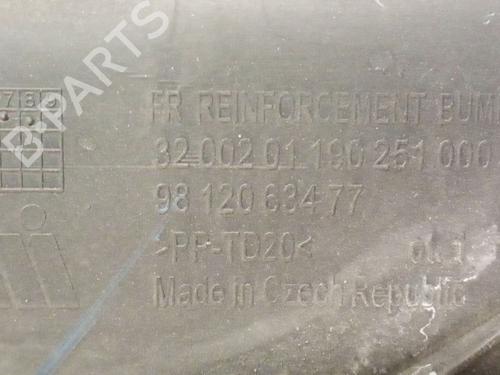 B-PARTS
789
FR REINFORCEMENT BUM
32 002 01 190 251 000
98 120 634 77
>PP-TD20<
Made in Czech Republic